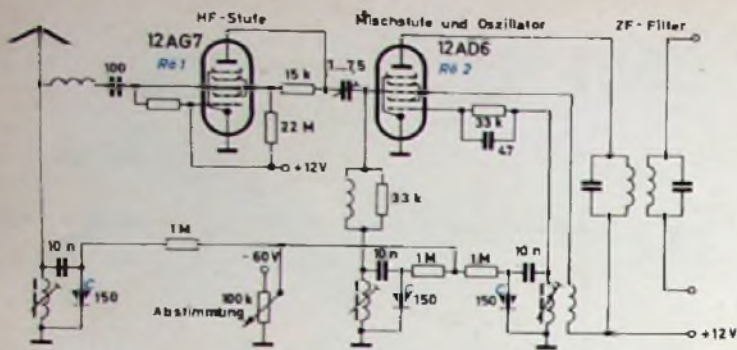 HF-Stufe
Mischstufe und Oszillator
ZF-Filter
12AG7
Rö 1
12AD6
Rö 2
100
15 k
1...7,5
22 M
33 k
47
+12V
33 k
1 M
10 n
-60V
10 n
1 M
1 M
10 n
C
150
Abstimmung
100 k
C
150
C
150
+12V